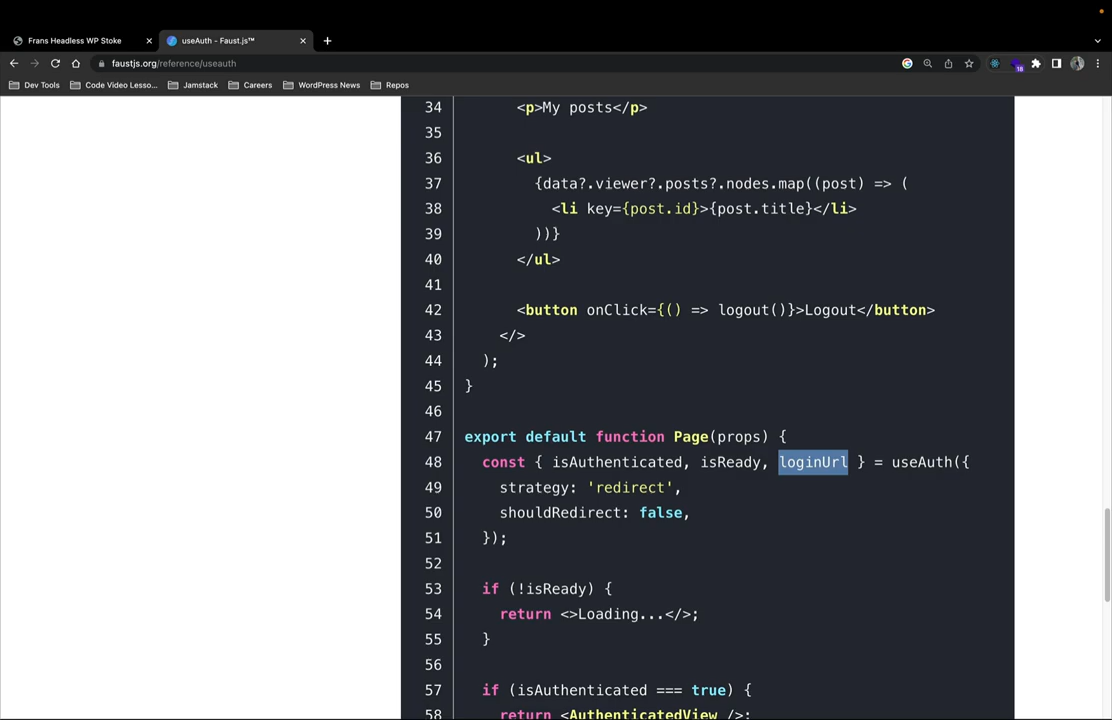 Frans Headless WP Stoke
useAuth - Faust.js™
faustjs.org/reference/useauth
18
Dev Tools
Code Video Lesso...
Jamstack
Careers
WordPress News
Repos
34 <p>My posts</p>
35
36 <ul>
37 {data?.viewer?.posts?.nodes.map((post) => (
38 <li key={post.id}>{post.title}</li>
39 ))}
40 </ul>
41
42 <button onClick={() => logout()}>Logout</button>
43 </>
44 );
45 }
46
47 export default function Page(props) {
48 const { isAuthenticated, isReady, loginUrl } = useAuth({
49 strategy: 'redirect',
50 shouldRedirect: false,
51 });
52
53 if (!isReady) {
54 return <>Loading...</>;
55 }
56
57 if (isAuthenticated === true) {
58 return <AuthenticatedView />;